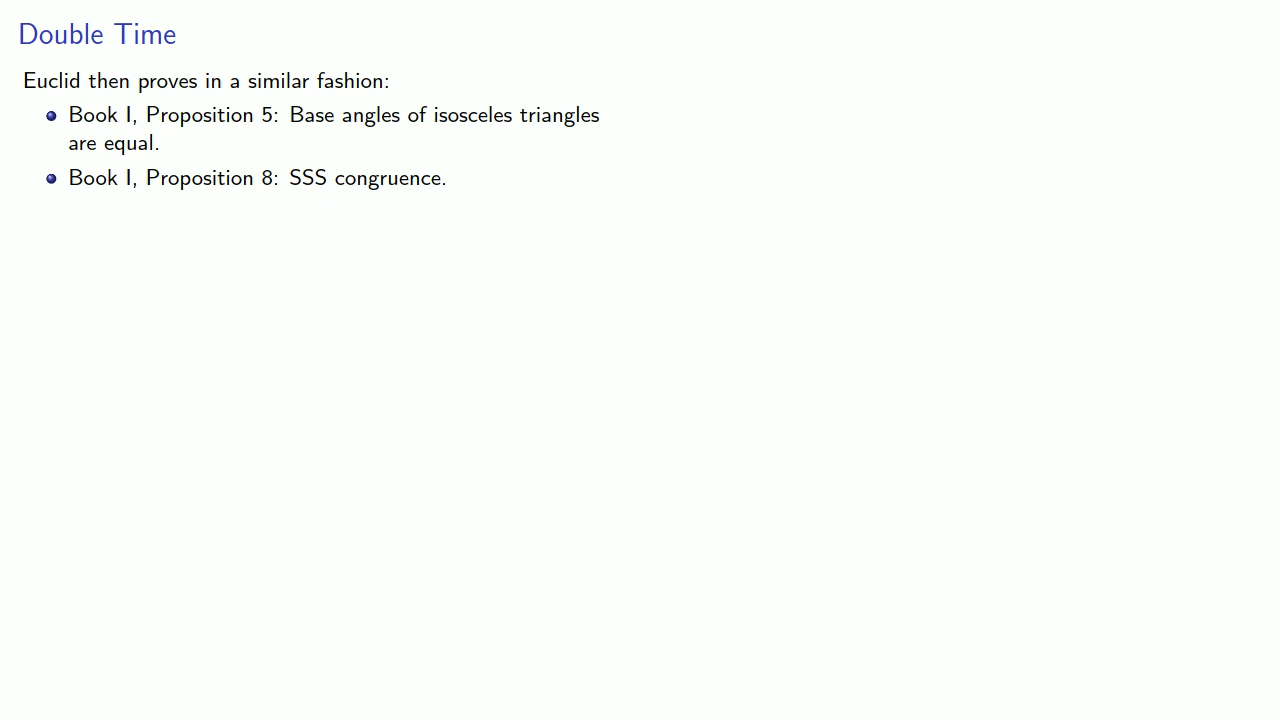 Double Time
Euclid then proves in a similar fashion:
Book I, Proposition 5: Base angles of isosceles triangles
are equal.
Book I, Proposition 8: SSS congruence.